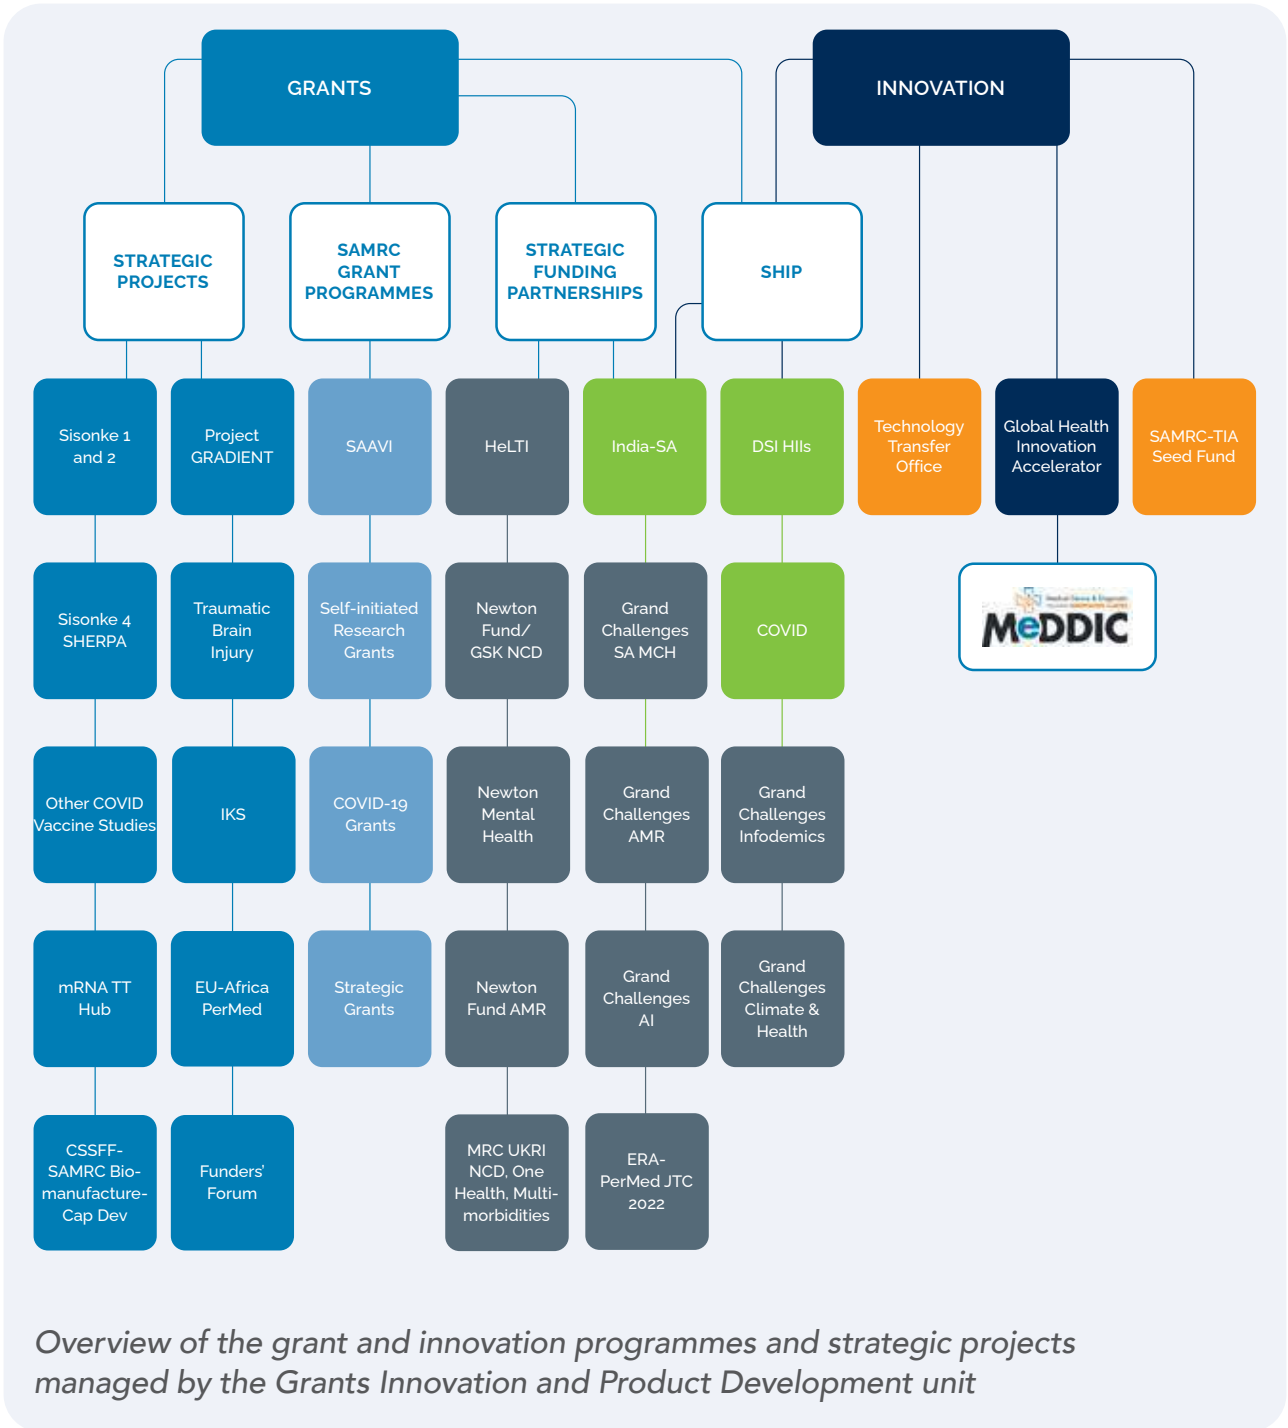 GRANTS
INNOVATION
STRATEGIC
PROJECTS
SAMRC
GRANT
PROGRAMMES
STRATEGIC
FUNDING
PARTNERSHIPS
SHIP
Sisonke 1
and 2
Project
GRADIENT
SAAVI
HeLTI
India-SA
DSI HIIs
Technology
Transfer
Office
Global Health
Innovation
Accelerator
SAMRC-TIA
Seed Fund
Sisonke 4
SHERPA
Traumatic
Brain
Injury
Self-initiated
Research
Grants
Newton
Fund/
GSK NCD
Grand
Challenges
SA MCH
COVID
MeDDIC
Other COVID
Vaccine Studies
IKS
COVID-19
Grants
Newton
Mental
Health
Grand
Challenges
AMR
Grand
Challenges
Infodemics
mRNA TT
Hub
EU-Africa
PerMed
Strategic
Grants
Newton
Fund AMR
Grand
Challenges
AI
Grand
Challenges
Climate &
Health
CSSFF-
SAMRC Bio-
manufacture-
Cap Dev
Funders’
Forum
MRC UKRI
NCD, One
Health, Multi-
morbidities
ERA-
PerMed JTC
2022
Overview of the grant and innovation programmes and strategic projects
managed by the Grants Innovation and Product Development unit